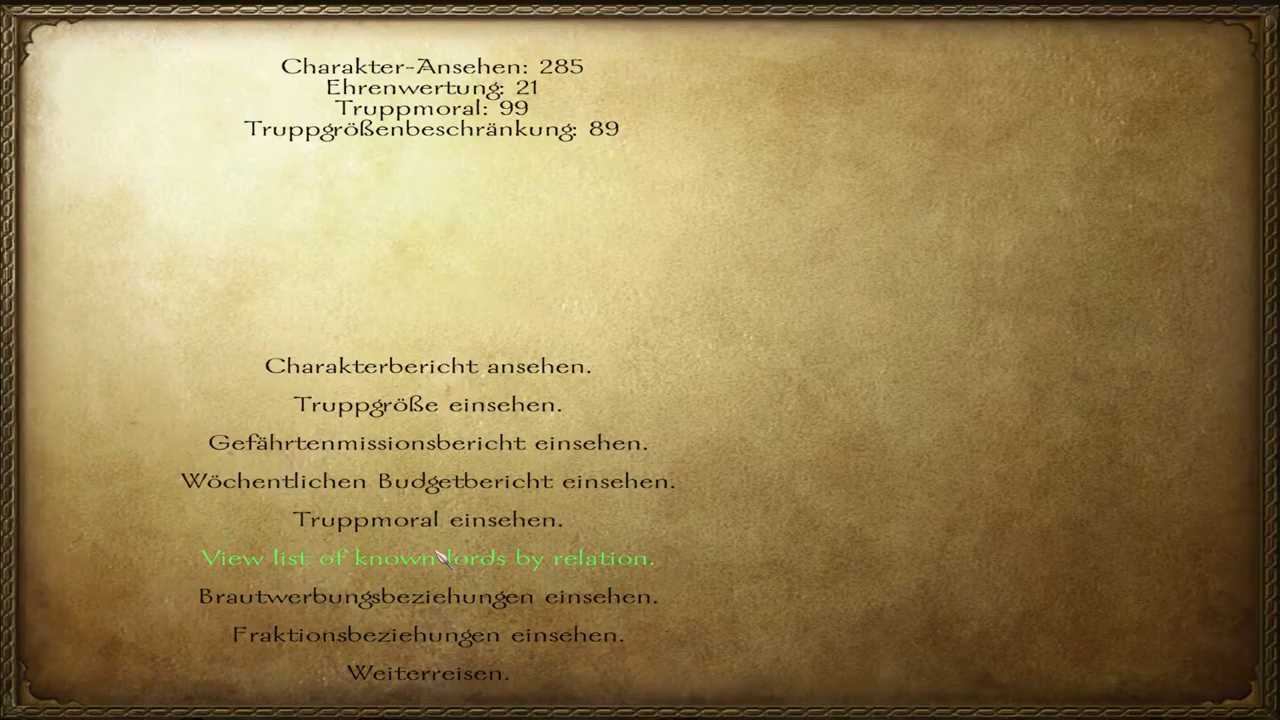 Charakter-Ansehen: 285
Ehrenwertung: 21
Truppmoral: 99
Truppgrößenbeschränkung: 89
Charakterbericht ansehen.
Truppgröße einsehen.
Gefährtenmissionsbericht einsehen.
Wöchentlichen Budgetbericht einsehen.
Truppmoral einsehen.
View list of known lords by relation.
Brautwerbungsbeziehungen einsehen.
Fraktionsbeziehungen einsehen.
Weiterreisen.